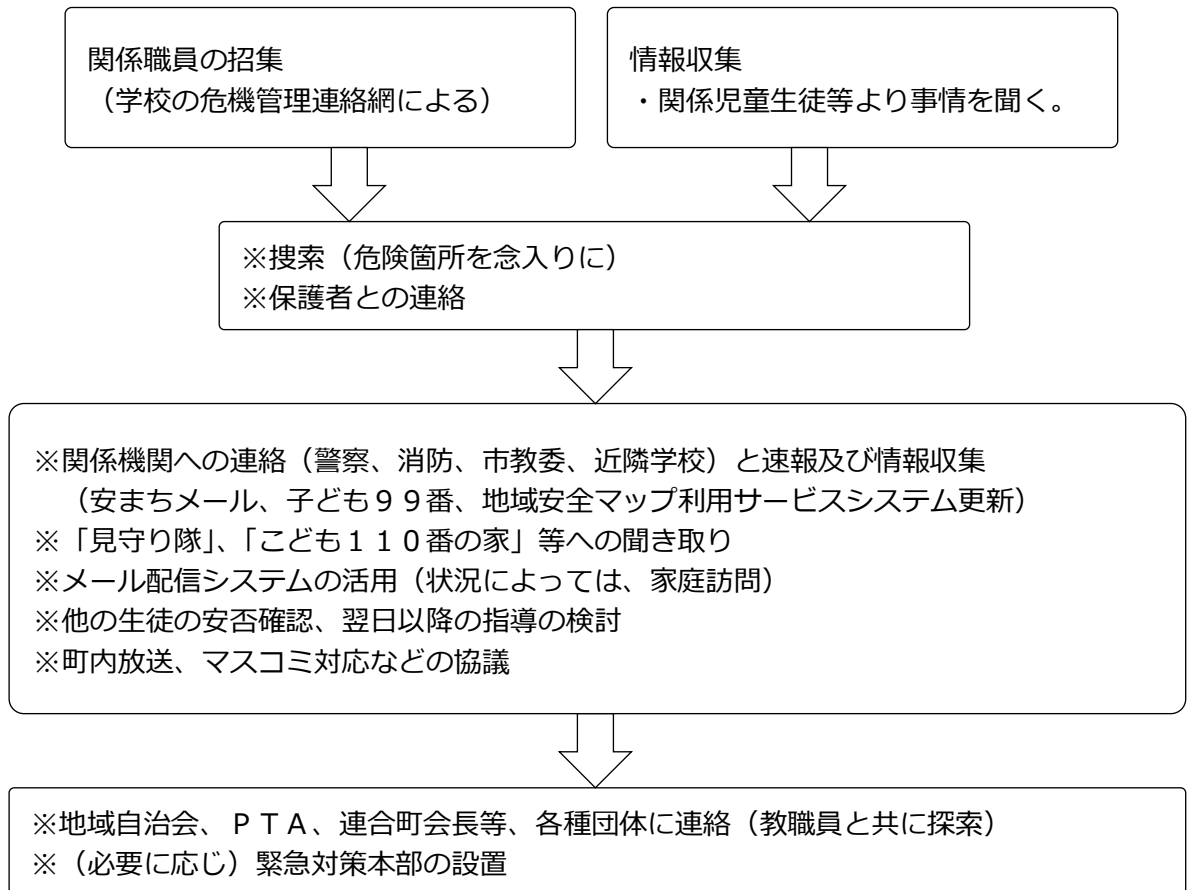 関係職員の招集
（学校の危機管理連絡網による）
情報収集
・関係児童生徒等より事情を聞く。
※捜索（危険箇所を念入りに）
※保護者との連絡
※関係機関への連絡（警察、消防、市教委、近隣学校）と速報及び情報収集
（安まちメール、子ども９９番、地域安全マップ利用サービスシステム更新）
※「見守り隊」、「こども１１０番の家」等への聞き取り
※メール配信システムの活用（状況によっては、家庭訪問）
※他の生徒の安否確認、翌日以降の指導の検討
※町内放送、マスコミ対応などの協議
※地域自治会、ＰＴＡ、連合町会長等、各種団体に連絡（教職員と共に探索）
※（必要に応じ）緊急対策本部の設置